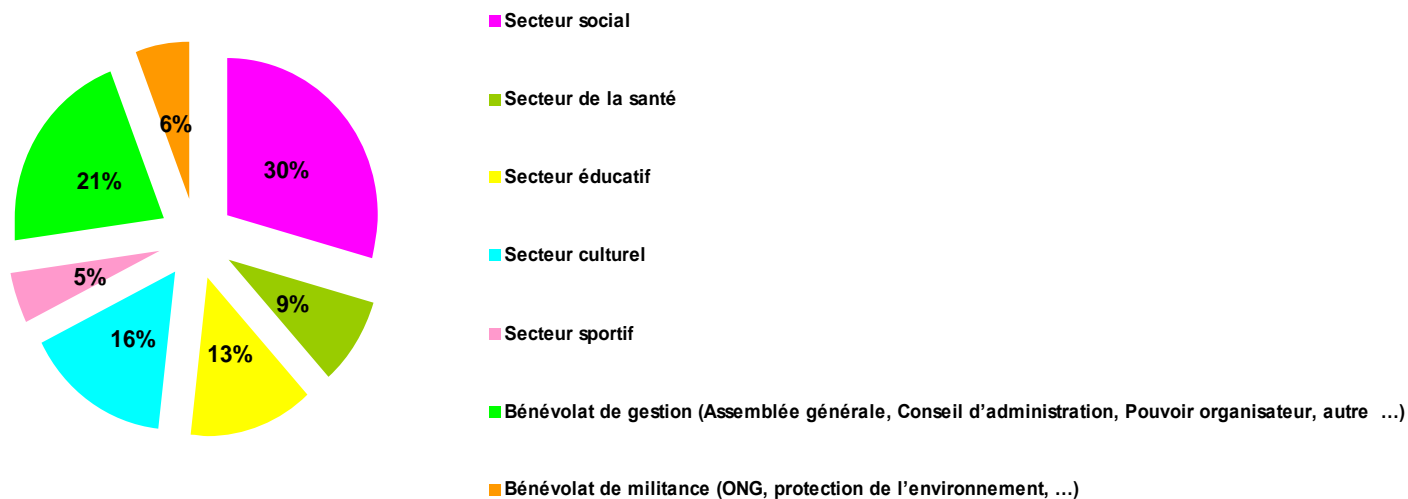 Secteur social
Secteur de la santé
Secteur éducatif
Secteur culturel
Secteur sportif
Bénévolat de gestion (Assemblée générale, Conseil d’administration, Pouvoir organisateur, autre …)
Bénévolat de militance (ONG, protection de l’environnement, …)
6%
30%
21%
5%
9%
16%
13%